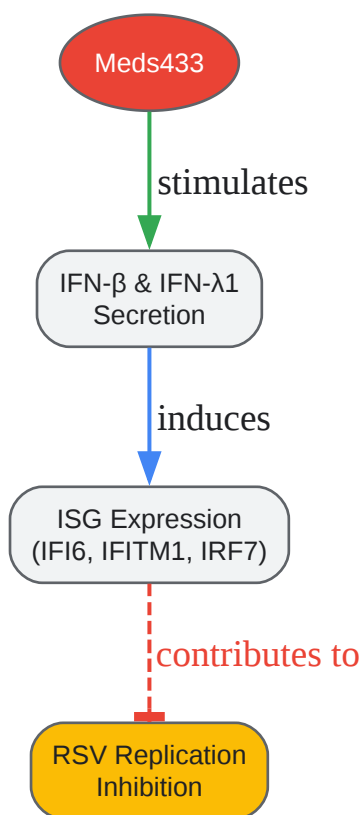 Meds433
stimulates
IFN-β & IFN-λ1
Secretion
induces
ISG Expression
(IFI6, IFITM1, IRF7)
contributes to
RSV Replication
Inhibition